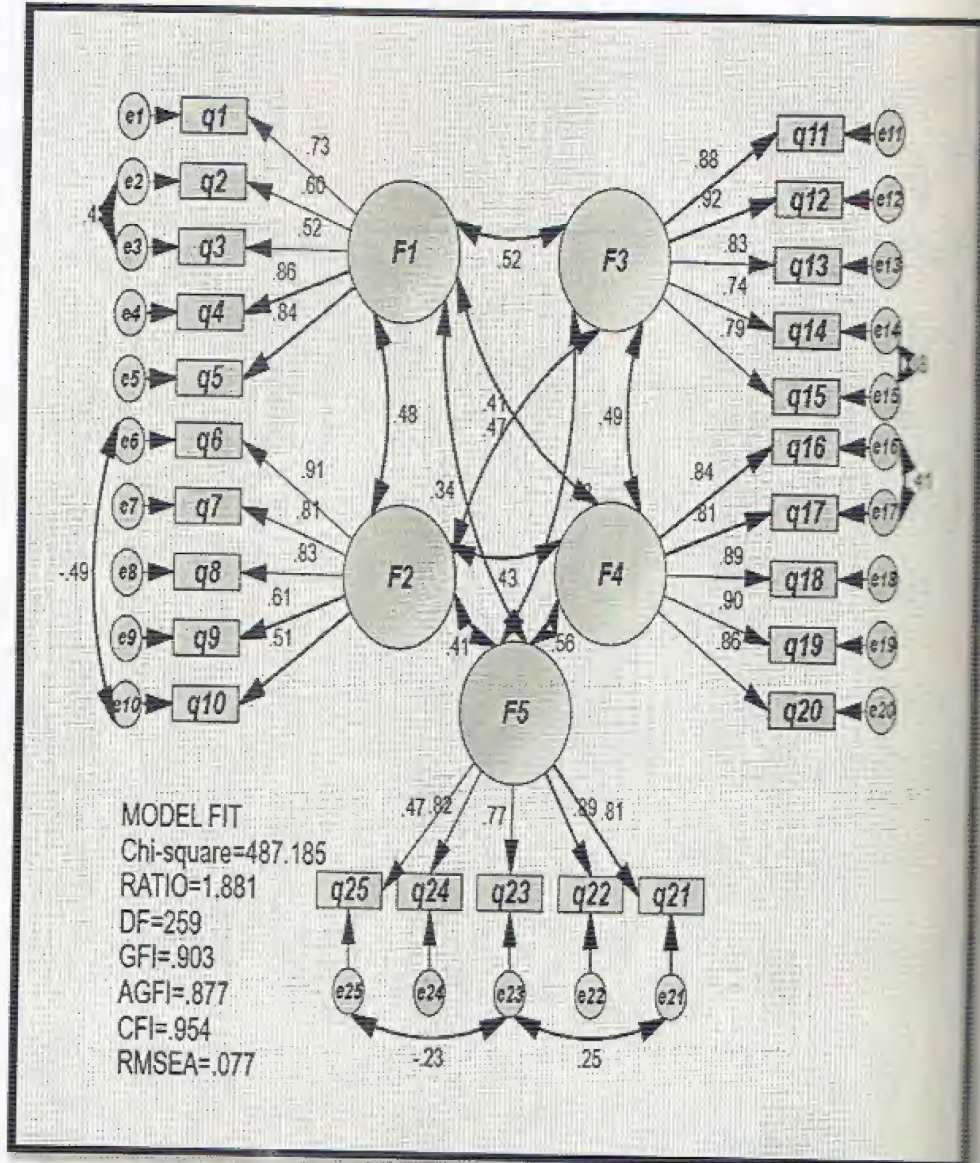 e1 q1 .73
e2 q2 .60
e3 q3 .52
e4 q4 .86
e5 q5 .84
F1
e6 q6 .91
e7 q7 .81
e8 q8 .83
e9 q9 .61
e10 q10 .51
-.49
F2
.88 q11 e11
.92 q12 e12
.83 q13 e13
.74 q14 e14
.79 q15 e15
F3
.84 q16 e16
.81 q17 e17
.89 q18 e18
.90 q19 e19
.86 q20 e20
.41
F4
.52
.48
.41
.47
.49
.34
.43
.41
.56
F5
.47 .82 .77 .89 .81
q25 q24 q23 q22 q21
e25 e24 e23 e22 e21
-.23 .25
MODEL FIT
Chi-square=487.185
RATIO=1.881
DF=259
GFI=.903
AGFI=.877
CFI=.954
RMSEA=.077